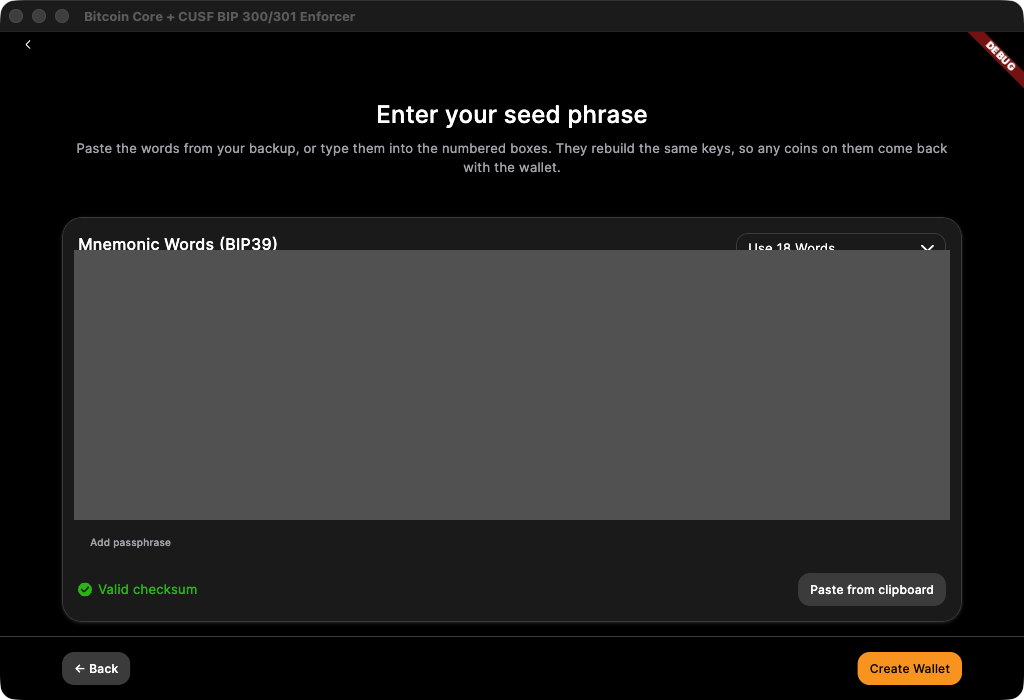 Bitcoin Core + CUSF BIP 300/301 Enforcer
DEBUG
Enter your seed phrase
Paste the words from your backup, or type them into the numbered boxes. They rebuild the same keys, so any coins on them come back
with the wallet.
Mnemonic Words (BIP39)
Use 18 Words
Add passphrase
Valid checksum
Paste from clipboard
← Back
Create Wallet